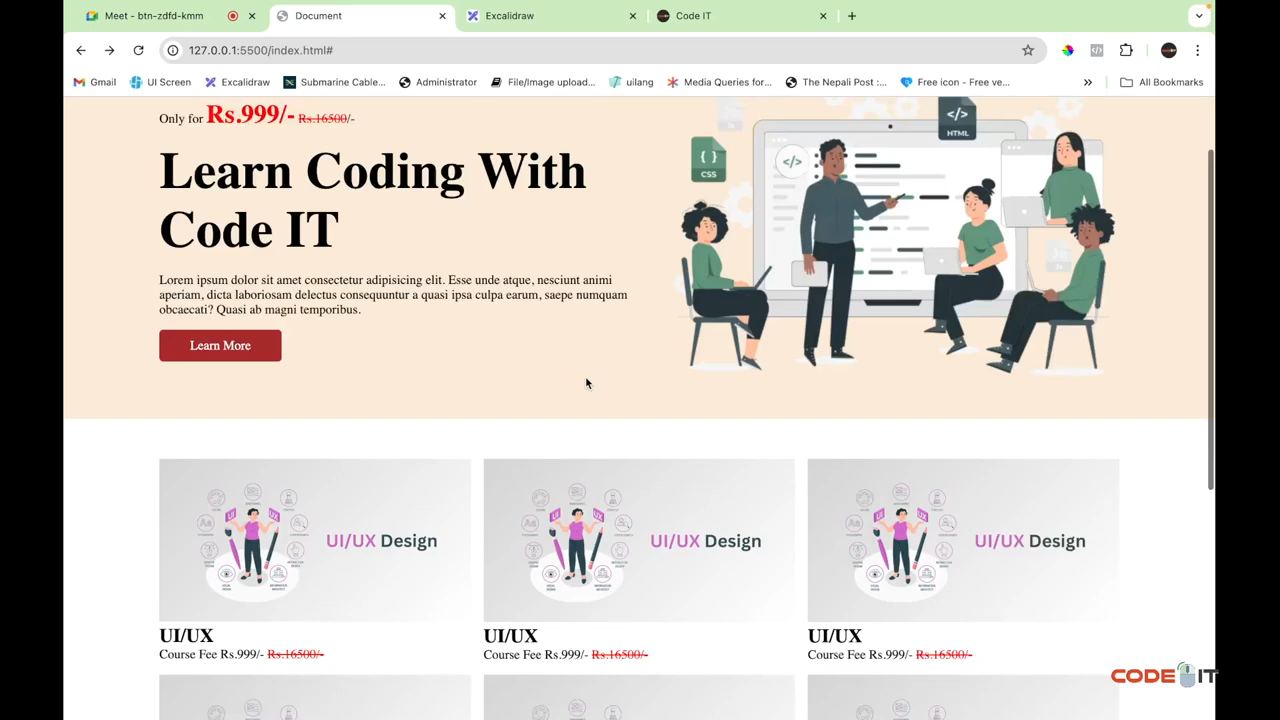 Meet - btn-zdfd-kmm
Document
Excalidraw
Code IT
127.0.0.1:5500/index.html#
Gmail
UI Screen
Excalidraw
Submarine Cable...
Administrator
File/Image upload...
uilang
Media Queries for...
The Nepali Post :...
Free icon - Free ve...
»
All Bookmarks
Only for Rs.999/- Rs.16500/-
Learn Coding With
Code IT
Lorem ipsum dolor sit amet consectetur adipisicing elit. Esse unde atque, nesciunt animi
aperiam, dicta laboriosam delectus consequuntur a quasi ipsa culpa earum, saepe numquam
obcaecati? Quasi ab magni temporibus.
Learn More
{ }
CSS
</>
</>
HTML
UI UX
UI/UX Design
UI UX
UI/UX Design
UI UX
UI/UX Design
UI/UX
Course Fee Rs.999/- Rs.16500/-
UI/UX
Course Fee Rs.999/- Rs.16500/-
UI/UX
Course Fee Rs.999/- Rs.16500/-
CODE IT